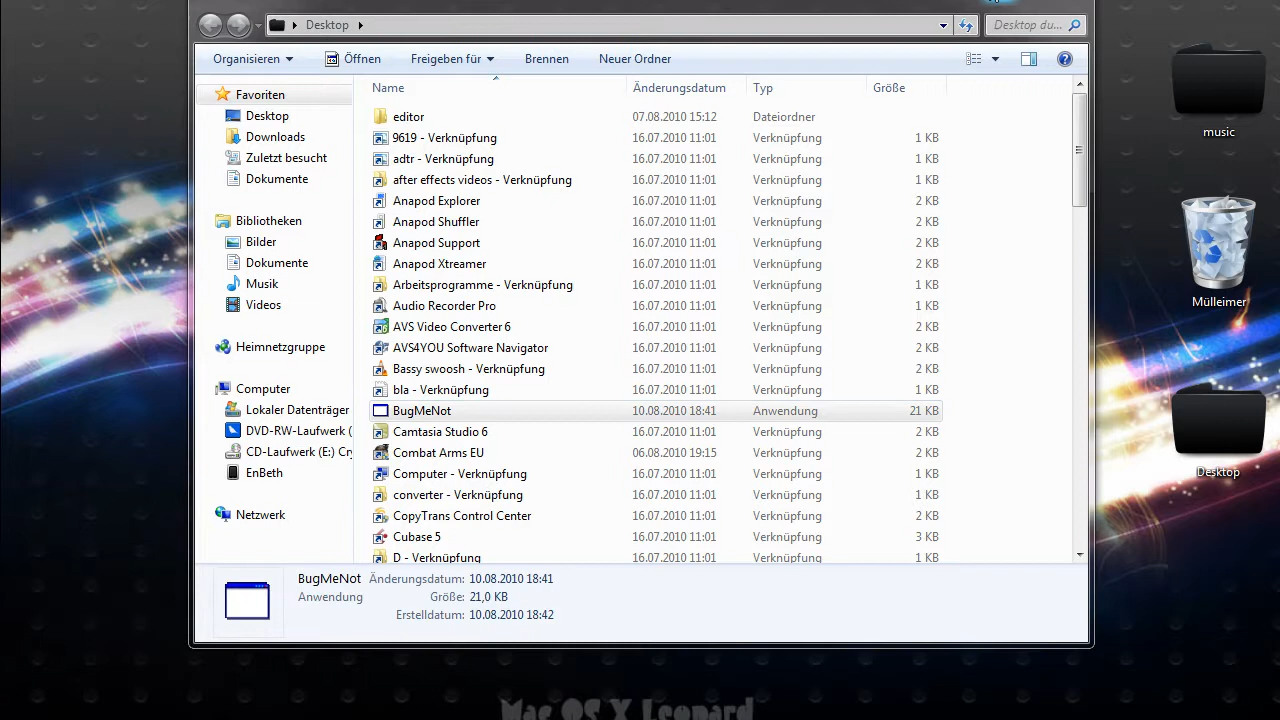 Desktop
Desktop du...
Organisieren Öffnen Freigeben für Brennen Neuer Ordner
Favoriten
Desktop
Downloads
Zuletzt besucht
Dokumente
Bibliotheken
Bilder
Dokumente
Musik
Videos
Heimnetzgruppe
Computer
Lokaler Datenträger
DVD-RW-Laufwerk (
CD-Laufwerk (E:) Cry
EnBeth
Netzwerk
Name Änderungsdatum Typ Größe
editor 07.08.2010 15:12 Dateiordner
9619 - Verknüpfung 16.07.2010 11:01 Verknüpfung 1 KB
adtr - Verknüpfung 16.07.2010 11:01 Verknüpfung 1 KB
after effects videos - Verknüpfung 16.07.2010 11:01 Verknüpfung 1 KB
Anapod Explorer 16.07.2010 11:01 Verknüpfung 2 KB
Anapod Shuffler 16.07.2010 11:01 Verknüpfung 2 KB
Anapod Support 16.07.2010 11:01 Verknüpfung 2 KB
Anapod Xtreamer 16.07.2010 11:01 Verknüpfung 2 KB
Arbeitsprogramme - Verknüpfung 16.07.2010 11:01 Verknüpfung 1 KB
Audio Recorder Pro 16.07.2010 11:01 Verknüpfung 2 KB
AVS Video Converter 6 16.07.2010 11:01 Verknüpfung 2 KB
AVS4YOU Software Navigator 16.07.2010 11:01 Verknüpfung 2 KB
Bassy swoosh - Verknüpfung 16.07.2010 11:01 Verknüpfung 2 KB
bla - Verknüpfung 16.07.2010 11:01 Verknüpfung 1 KB
BugMeNot 10.08.2010 18:41 Anwendung 21 KB
Camtasia Studio 6 16.07.2010 11:01 Verknüpfung 2 KB
Combat Arms EU 06.08.2010 19:15 Verknüpfung 2 KB
Computer - Verknüpfung 16.07.2010 11:01 Verknüpfung 1 KB
converter - Verknüpfung 16.07.2010 11:01 Verknüpfung 1 KB
CopyTrans Control Center 16.07.2010 11:01 Verknüpfung 2 KB
Cubase 5 16.07.2010 11:01 Verknüpfung 3 KB
D - Verknüpfung 16.07.2010 11:01 Verknüpfung 1 KB
BugMeNot Änderungsdatum: 10.08.2010 18:41
Anwendung Größe: 21,0 KB
Erstelldatum: 10.08.2010 18:42
music
Mülleimer
Desktop
Mac OS X Leopard